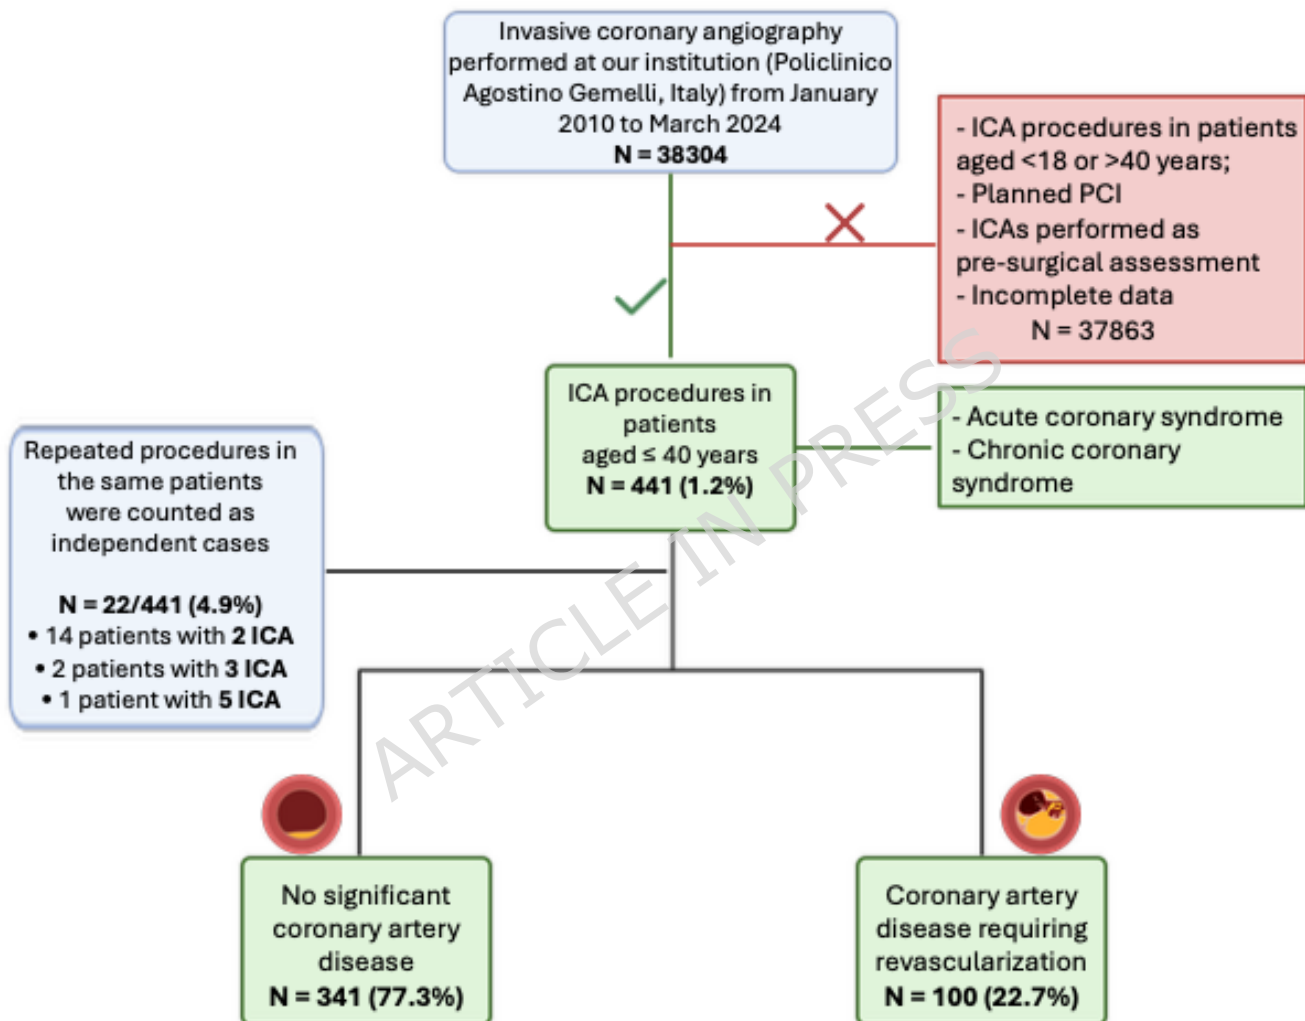 Invasive coronary angiography
performed at our institution (Policlinico
Agostino Gemelli, Italy) from January
2010 to March 2024
N = 38304
- ICA procedures in patients
aged <18 or >40 years;
- Planned PCI
- ICAs performed as
pre-surgical assessment
- Incomplete data
N = 37863
ICA procedures in
patients
aged ≤ 40 years
N = 441 (1.2%)
- Acute coronary syndrome
- Chronic coronary
syndrome
Repeated procedures in
the same patients
were counted as
independent cases
N = 22/441 (4.9%)
• 14 patients with 2 ICA
• 2 patients with 3 ICA
• 1 patient with 5 ICA
ARTICLE IN PRESS
No significant
coronary artery
disease
N = 341 (77.3%)
Coronary artery
disease requiring
revascularization
N = 100 (22.7%)